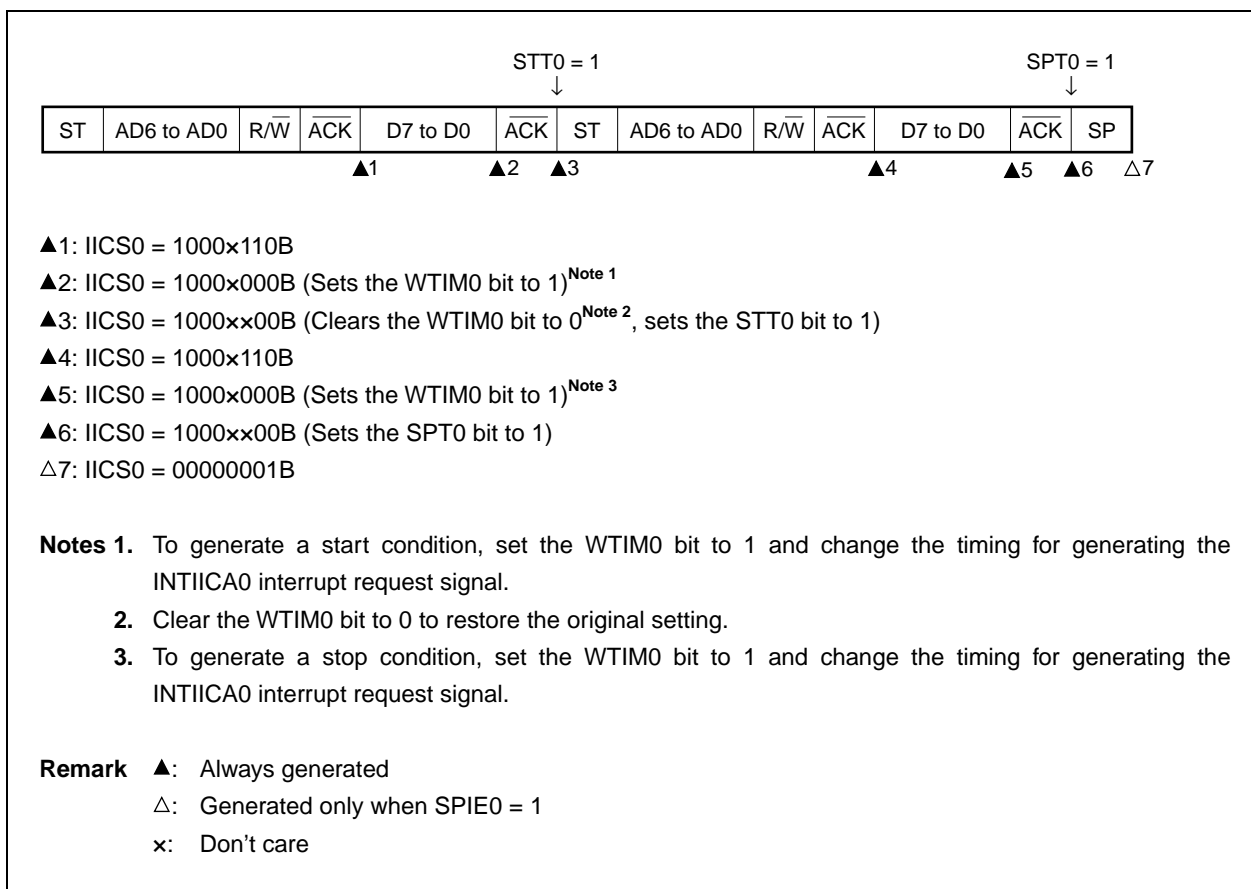 STT0 = 1 SPT0 = 1
↓ ↓
ST AD6 to AD0 R/W̅ A̅C̅K̅ D7 to D0 A̅C̅K̅ ST AD6 to AD0 R/W̅ A̅C̅K̅ D7 to D0 A̅C̅K̅ SP
▲1 ▲2 ▲3 ▲4 ▲5 ▲6 △7
▲1: IICS0 = 1000×110B
▲2: IICS0 = 1000×000B (Sets the WTIM0 bit to 1)Note 1
▲3: IICS0 = 1000××00B (Clears the WTIM0 bit to 0Note 2, sets the STT0 bit to 1)
▲4: IICS0 = 1000×110B
▲5: IICS0 = 1000×000B (Sets the WTIM0 bit to 1)Note 3
▲6: IICS0 = 1000××00B (Sets the SPT0 bit to 1)
△7: IICS0 = 00000001B
Notes 1. To generate a start condition, set the WTIM0 bit to 1 and change the timing for generating the
INTIICA0 interrupt request signal.
2. Clear the WTIM0 bit to 0 to restore the original setting.
3. To generate a stop condition, set the WTIM0 bit to 1 and change the timing for generating the
INTIICA0 interrupt request signal.
Remark ▲: Always generated
△: Generated only when SPIE0 = 1
×: Don't care